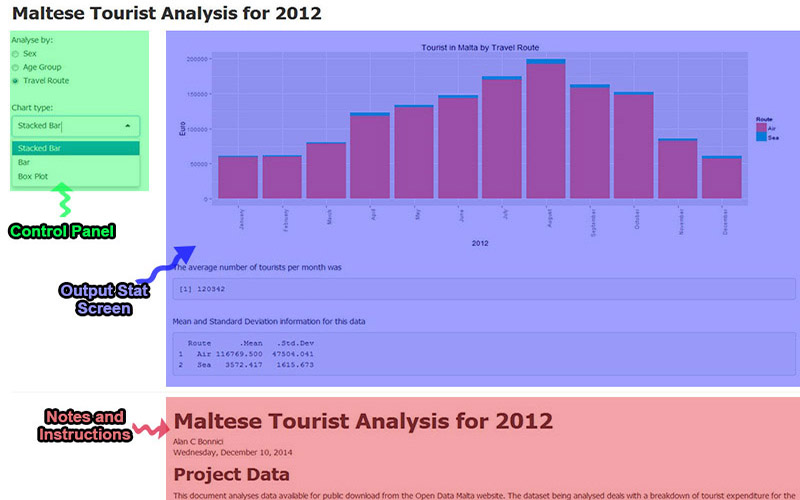 Maltese Tourist Analysis for 2012
Analyse by:
Sex
Age Group
Travel Route
Chart type:
Stacked Bar
Stacked Bar
Bar
Box Plot
Control Panel
Tourist in Malta by Travel Route
Euro
200000
150000
100000
50000
0
January
February
March
April
May
June
July
August
September
October
November
December
2012
Route
Air
Sea
Output Stat
Screen
The average number of tourists per month was
[1] 120342
Mean and Standard Deviation information for this data
Route .Mean .Std.Dev
1 Air 116769.500 47504.041
2 Sea 3572.417 1615.673
Notes and
Instructions
Maltese Tourist Analysis for 2012
Alan C Bonnici
Wednesday, December 10, 2014
Project Data
This document analyses data available for public download from the Open Data Malta website. The dataset being analysed deals with a breakdown of tourist expenditure for the